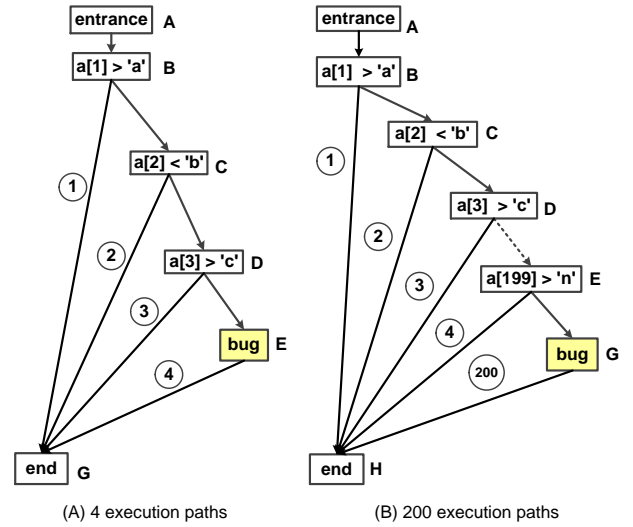 entrance A
a[1] > 'a' B
a[2] < 'b' C
1
2
a[3] > 'c' D
3
bug E
4
end G
(A) 4 execution paths
entrance A
a[1] > 'a' B
a[2] < 'b' C
1
a[3] > 'c' D
2
a[199] > 'n' E
3
4
bug G
200
end H
(B) 200 execution paths